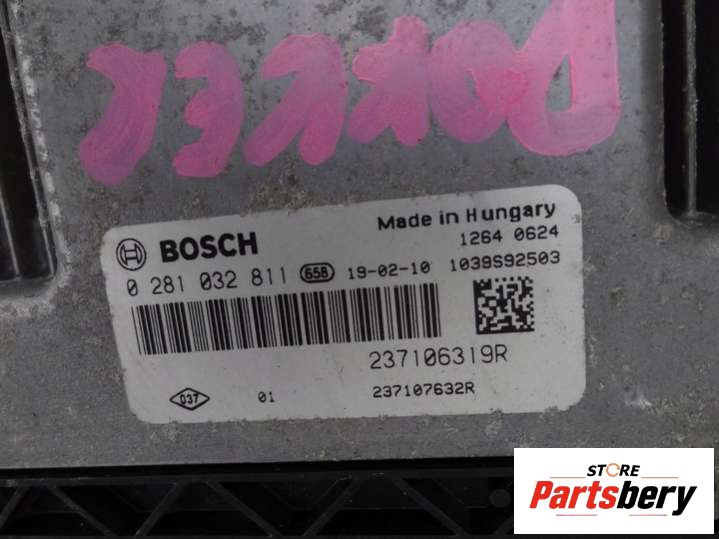 DOKKER
BOSCH
Made in Hungary
1264 0624
0 281 032 811 658 19-02-10 1039S92503
237106319R
037 01 237107632R
STORE
Partsbery